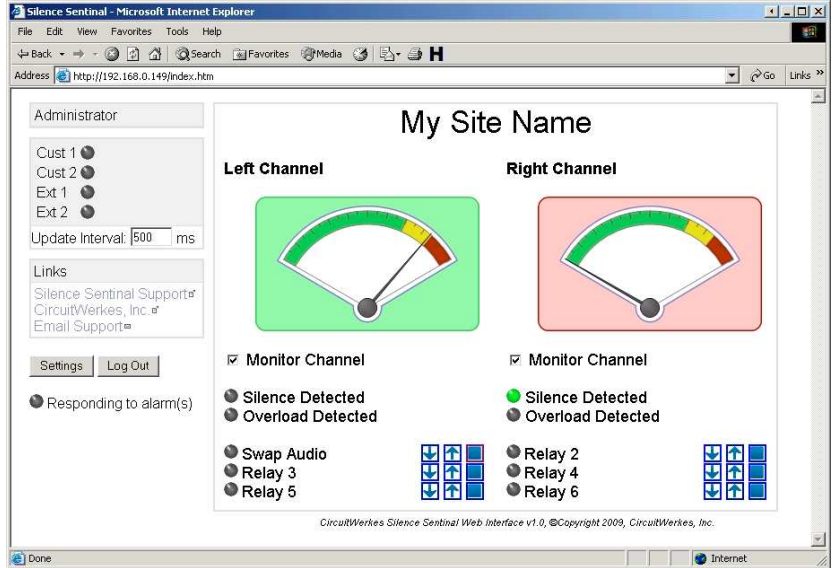 Silence Sentinal - Microsoft Internet Explorer
File Edit View Favorites Tools Help
Back Search Favorites Media H
Address http://192.168.0.149/index.htm Go Links »
Administrator
Cust 1
Cust 2
Ext 1
Ext 2
Update Interval: 500 ms
Links
Silence Sentinal Support
CircuitWerkes, Inc.
Email Support
Settings Log Out
Responding to alarm(s)
My Site Name
Left Channel
Monitor Channel
Silence Detected
Overload Detected
Swap Audio
Relay 3
Relay 5
Right Channel
Monitor Channel
Silence Detected
Overload Detected
Relay 2
Relay 4
Relay 6
CircuitWerkes Silence Sentinal Web Interface v1.0, ©Copyright 2009, CircuitWerkes, Inc.
Done Internet